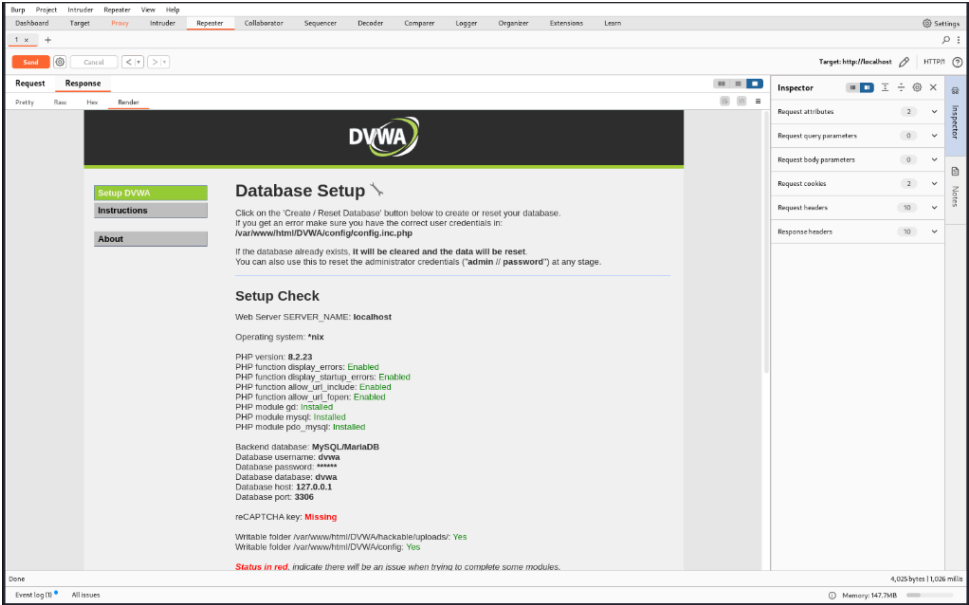 Burp Project Intruder Repeater View Help
Dashboard Target Proxy Intruder Repeater Collaborator Sequencer Decoder Comparer Logger Organizer Extensions Learn Settings
1 × +
Send Cancel < > Target: http://localhost HTTP/1
Request Response
Pretty Raw Hex Render
DVWA
Setup DVWA
Instructions
About
Database Setup
Click on the 'Create / Reset Database' button below to create or reset your database.
If you get an error make sure you have the correct user credentials in:
/var/www/html/DVWA/config/config.inc.php
If the database already exists, it will be cleared and the data will be reset.
You can also use this to reset the administrator credentials ("admin // password") at any stage.
Setup Check
Web Server SERVER_NAME: localhost
Operating system: *nix
PHP version: 8.2.23
PHP function display_errors: Enabled
PHP function display_startup_errors: Enabled
PHP function allow_url_include: Enabled
PHP function allow_url_fopen: Enabled
PHP module gd: Installed
PHP module mysql: Installed
PHP module pdo_mysql: Installed
Backend database: MySQL/MariaDB
Database username: dvwa
Database password: ******
Database database: dvwa
Database host: 127.0.0.1
Database port: 3306
reCAPTCHA key: Missing
Writable folder /var/www/html/DVWA/hackable/uploads/: Yes
Writable folder /var/www/html/DVWA/config: Yes
Status in red, indicate there will be an issue when trying to complete some modules.
Inspector
Request attributes 2
Request query parameters 0
Request body parameters 0
Request cookies 2
Request headers 10
Response headers 10
Inspector
Notes
Done 4,025 bytes | 1,026 millis
Event log (1) All issues Memory: 147.7MB